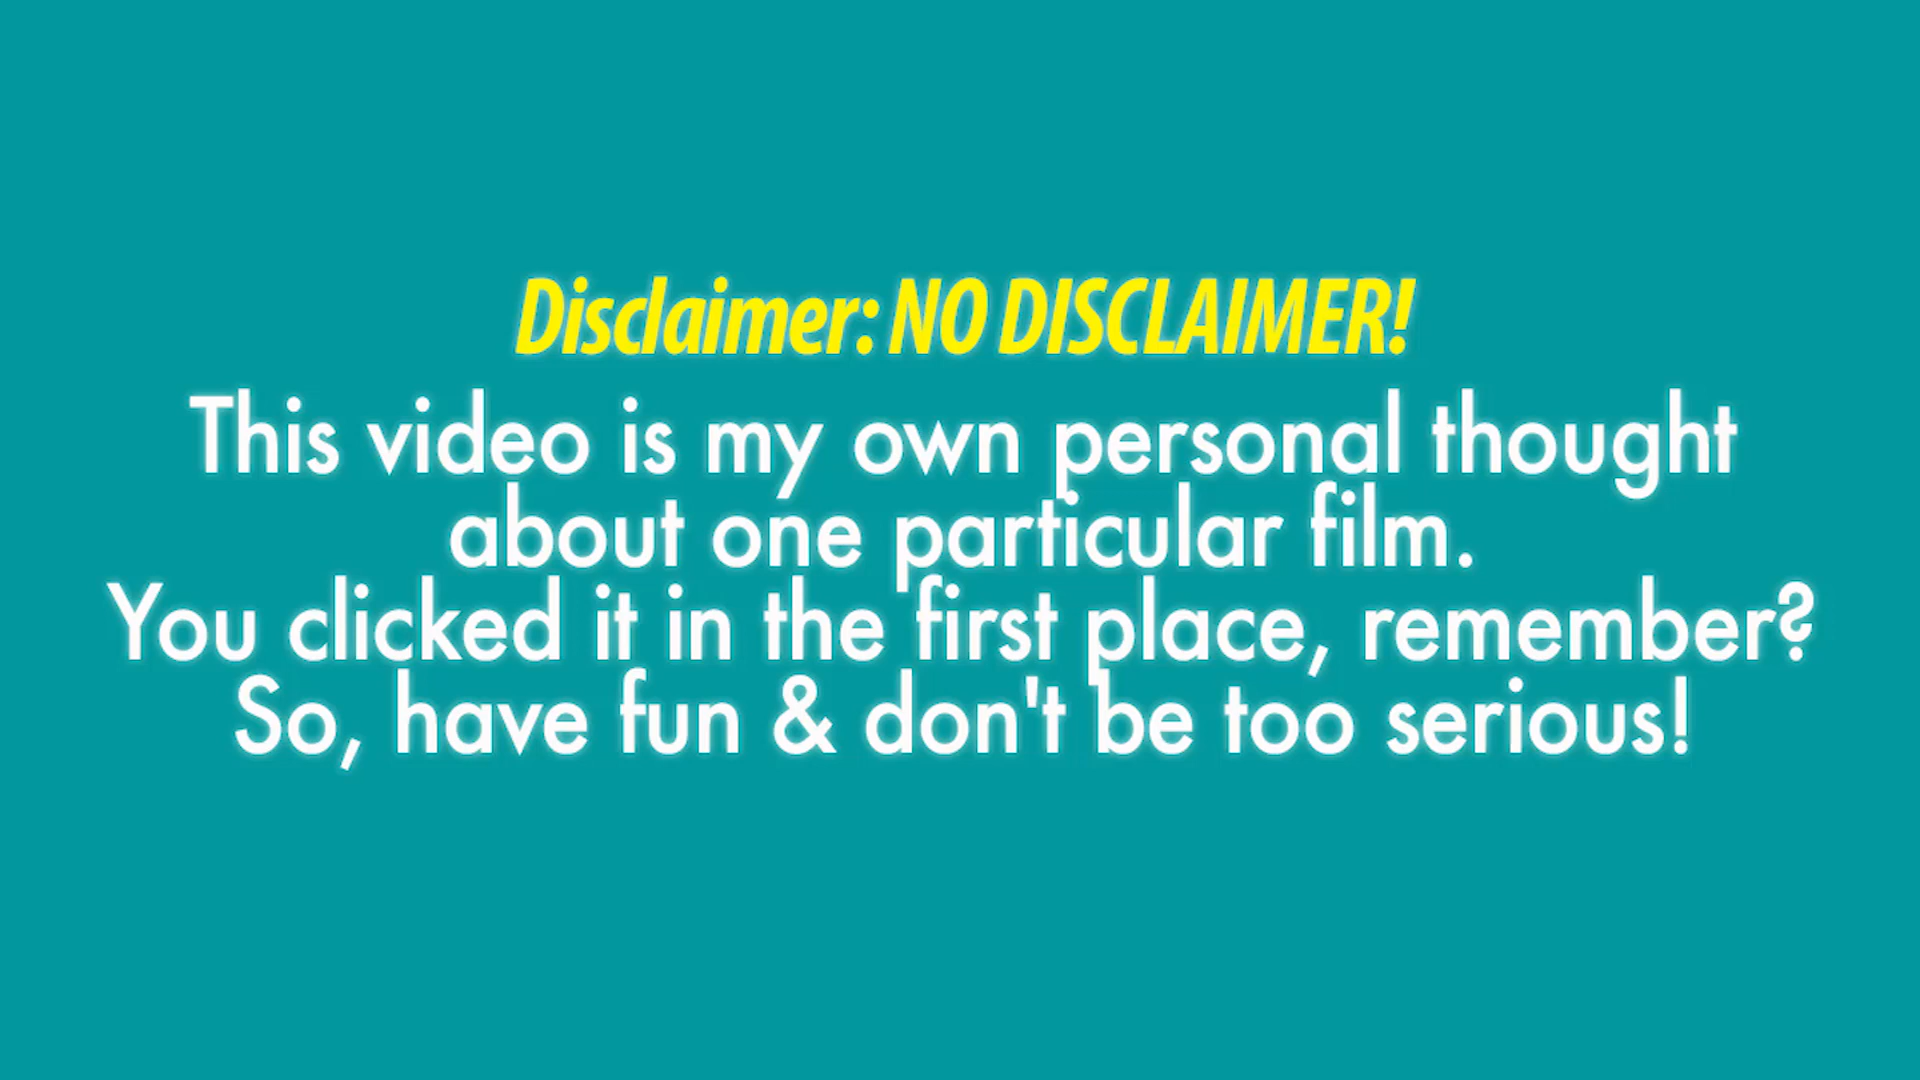 Disclaimer: NO DISCLAIMER!
This video is my own personal thought
about one particular film.
You clicked it in the first place, remember?
So, have fun & don't be too serious!